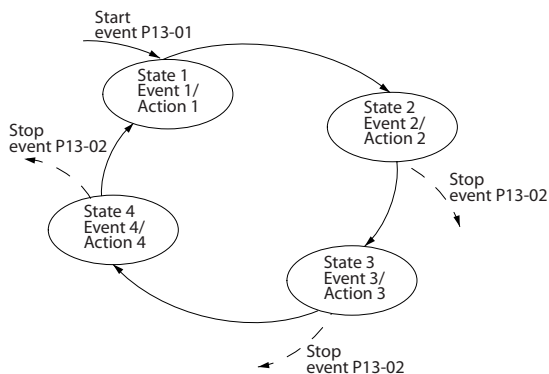 Start
event P13-01
State 1
Event 1/
Action 1
State 2
Event 2/
Action 2
Stop
event P13-02
Stop
event P13-02
State 4
Event 4/
Action 4
State 3
Event 3/
Action 3
Stop
event P13-02